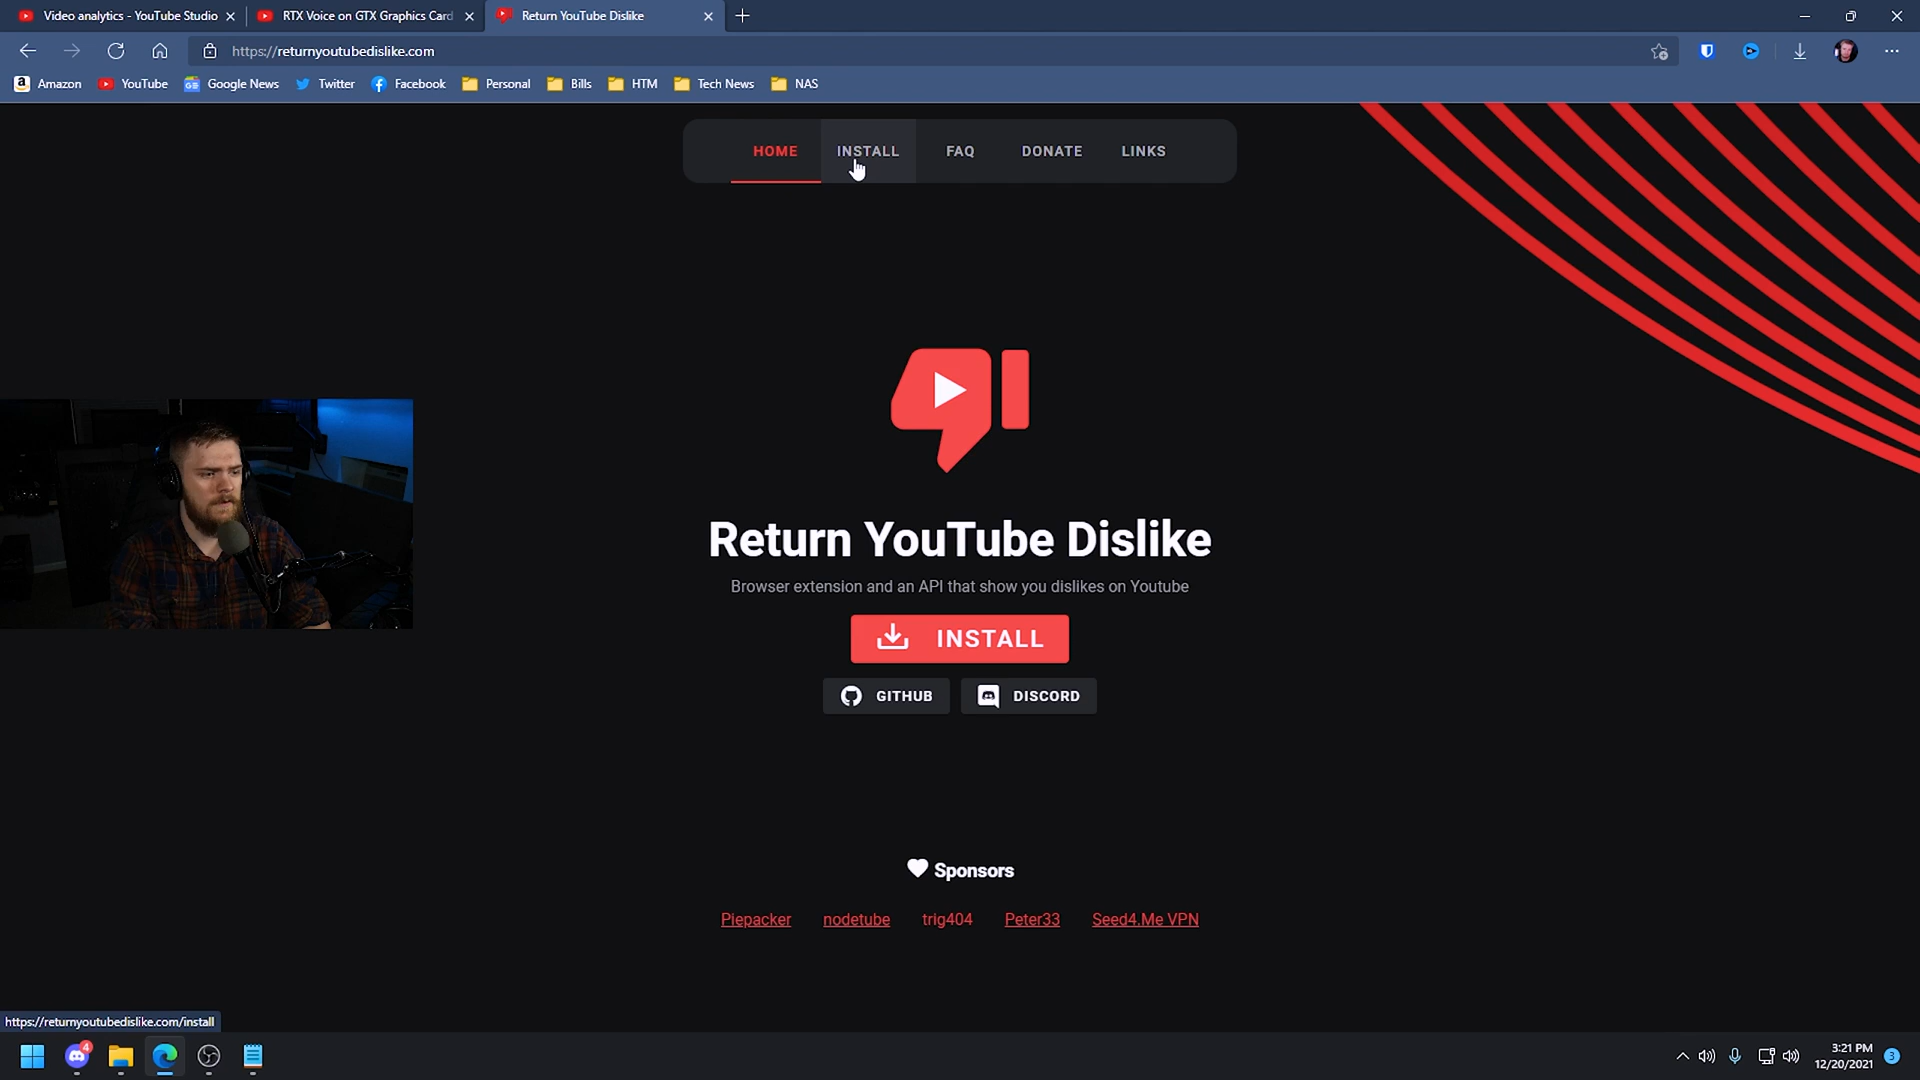 Video analytics - YouTube Studio
RTX Voice on GTX Graphics Card
Return YouTube Dislike
https://returnyoutubedislike.com
Amazon
YouTube
Google News
Twitter
Facebook
Personal
Bills
HTM
Tech News
NAS
HOME
INSTALL
FAQ
DONATE
LINKS
Return YouTube Dislike
Browser extension and an API that show you dislikes on Youtube
INSTALL
GITHUB
DISCORD
Sponsors
Piepacker
nodetube
trig404
Peter33
Seed4.Me VPN
https://returnyoutubedislike.com/install
4
3:21 PM
12/20/2021
3